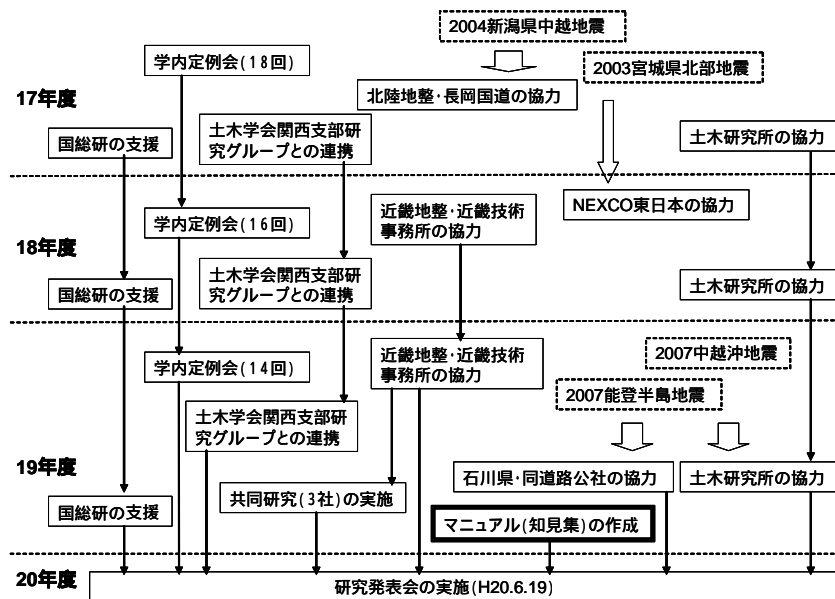 2004新潟県中越地震
学内定例会(18回)
2003宮城県北部地震
17年度
北陸地整・長岡国道の協力
国総研の支援
土木学会関西支部研
究グループとの連携
土木研究所の協力
NEXCO東日本の協力
18年度
学内定例会(16回)
近畿地整・近畿技術
事務所の協力
国総研の支援
土木学会関西支部研
究グループとの連携
土木研究所の協力
学内定例会(14回)
近畿地整・近畿技術
事務所の協力
2007中越沖地震
2007能登半島地震
土木学会関西支部研
究グループとの連携
19年度
石川県・同道路公社の協力
土木研究所の協力
国総研の支援
共同研究(3社)の実施
マニュアル(知見集)の作成
20年度
研究発表会の実施(H20.6.19)